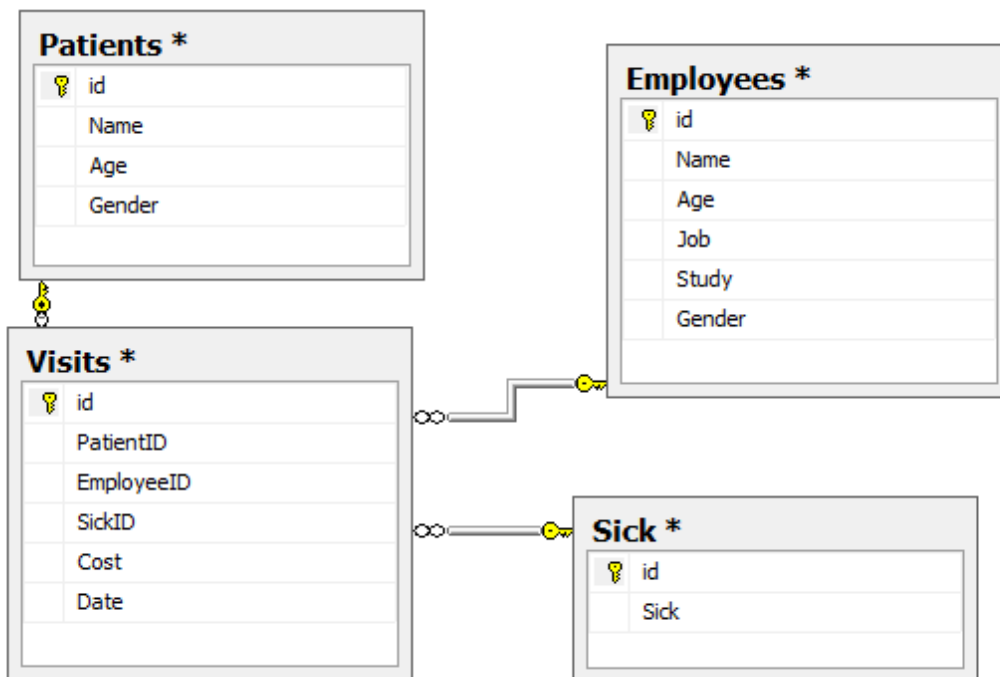 Patients *
id
Name
Age
Gender
Employees *
id
Name
Age
Job
Study
Gender
Visits *
id
PatientID
EmployeeID
SickID
Cost
Date
Sick *
id
Sick